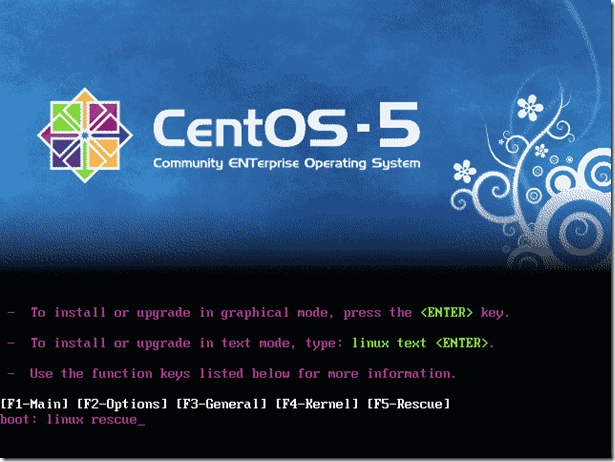 CentOS-5
Community ENTerprise Operating System
- To install or upgrade in graphical mode, press the <ENTER> key.
- To install or upgrade in text mode, type: linux text <ENTER>.
- Use the function keys listed below for more information.
[F1-Main] [F2-Options] [F3-General] [F4-Kernel] [F5-Rescue]
boot: linux rescue_